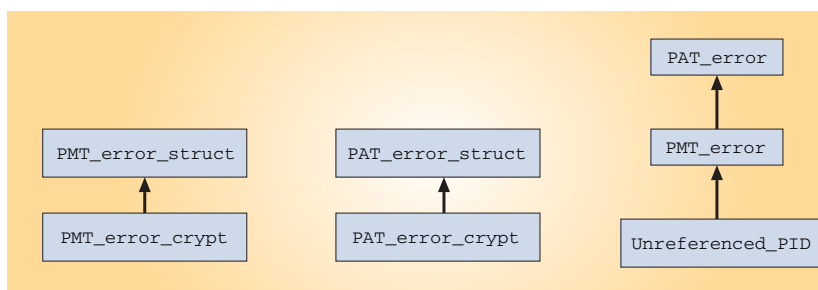 PAT_error
PMT_error_struct
PAT_error_struct
PMT_error
PMT_error_crypt
PAT_error_crypt
Unreferenced_PID